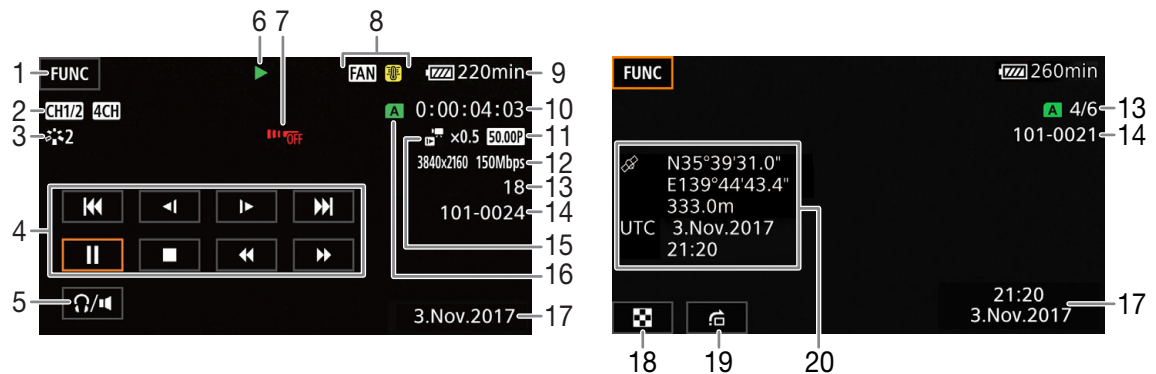 6 7 8
1 FUNC FAN 220min 9
2 CH1/2 4CH A 0:00:04:03 10
3 2 OFF ×0.5 50.00P 11
3840x2160 150Mbps 12
18 13
4 101-0024 14
15
16
5 3.Nov.2017 17
FUNC 260min
A 4/6 13
101-0021 14
N35°39'31.0"
E139°44'43.4"
333.0m
UTC 3.Nov.2017
21:20
21:20
3.Nov.2017 17
18 19 20